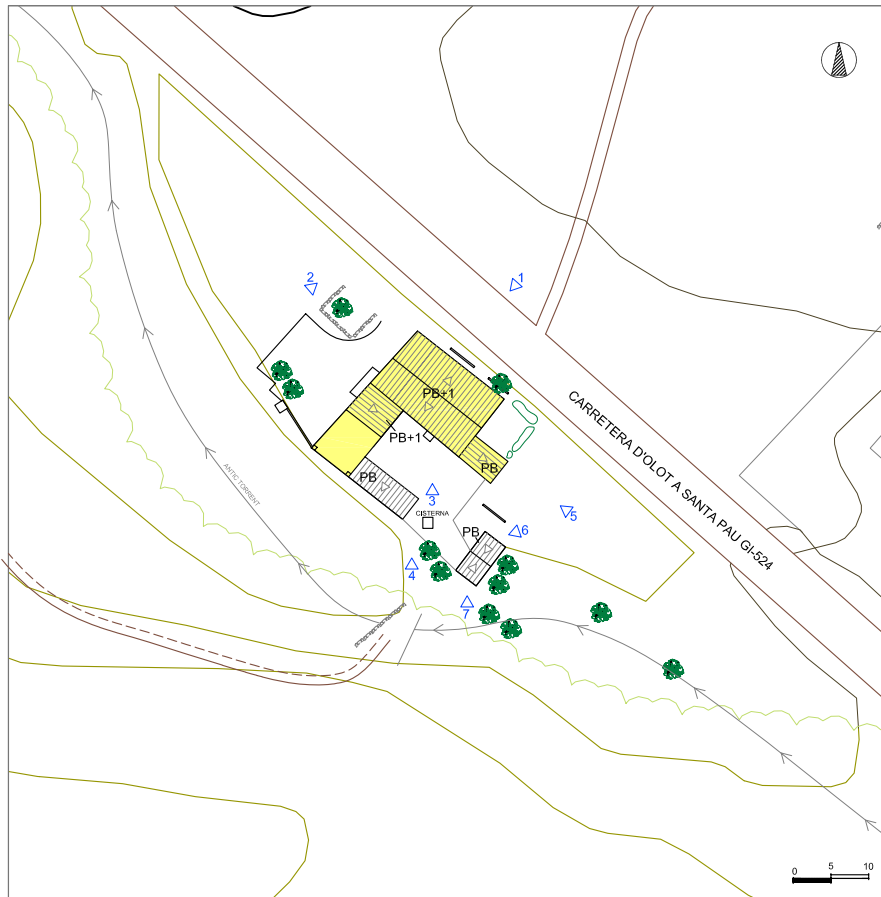 2
1
CARRETERA D'OLOT A SANTA PAU GI-524
PB+1
PB+1
PB
PB
ANTIC TORRENT
3
CISTERNA
5
6
PB
4
7
0 5 10